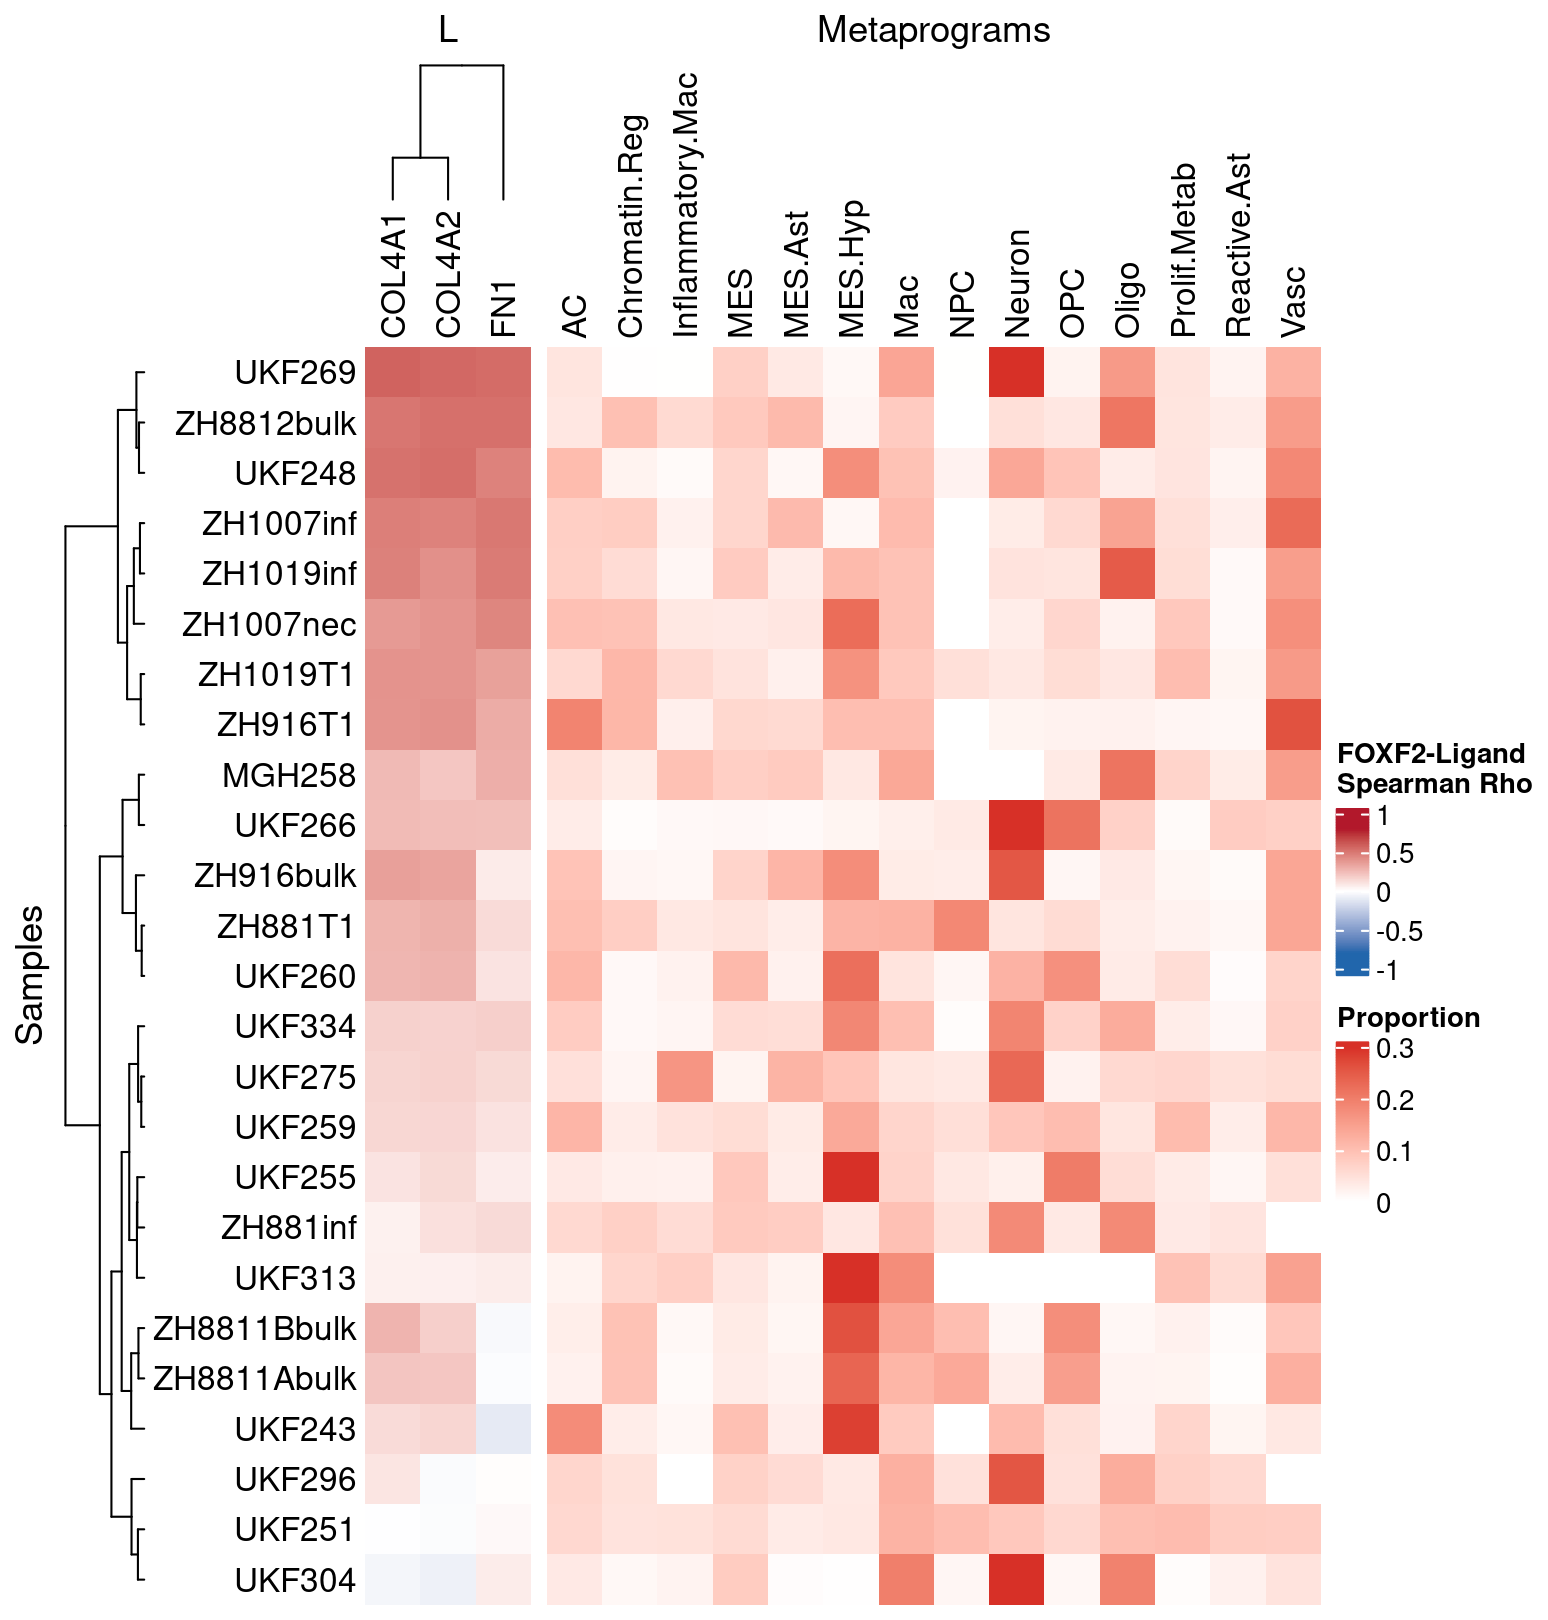 L
Metaprograms
COL4A1
COL4A2
FN1
AC
Chromatin.Reg
Inflammatory.Mac
MES
MES.Ast
MES.Hyp
Mac
NPC
Neuron
OPC
Oligo
Prolif.Metab
Reactive.Ast
Vasc
Samples
UKF269
ZH8812bulk
UKF248
ZH1007inf
ZH1019inf
ZH1007nec
ZH1019T1
ZH916T1
MGH258
UKF266
ZH916bulk
ZH881T1
UKF260
UKF334
UKF275
UKF259
UKF255
ZH881inf
UKF313
ZH8811Bbulk
ZH8811Abulk
UKF243
UKF296
UKF251
UKF304
FOXF2-Ligand
Spearman Rho
1
0.5
0
-0.5
-1
Proportion
0.3
0.2
0.1
0